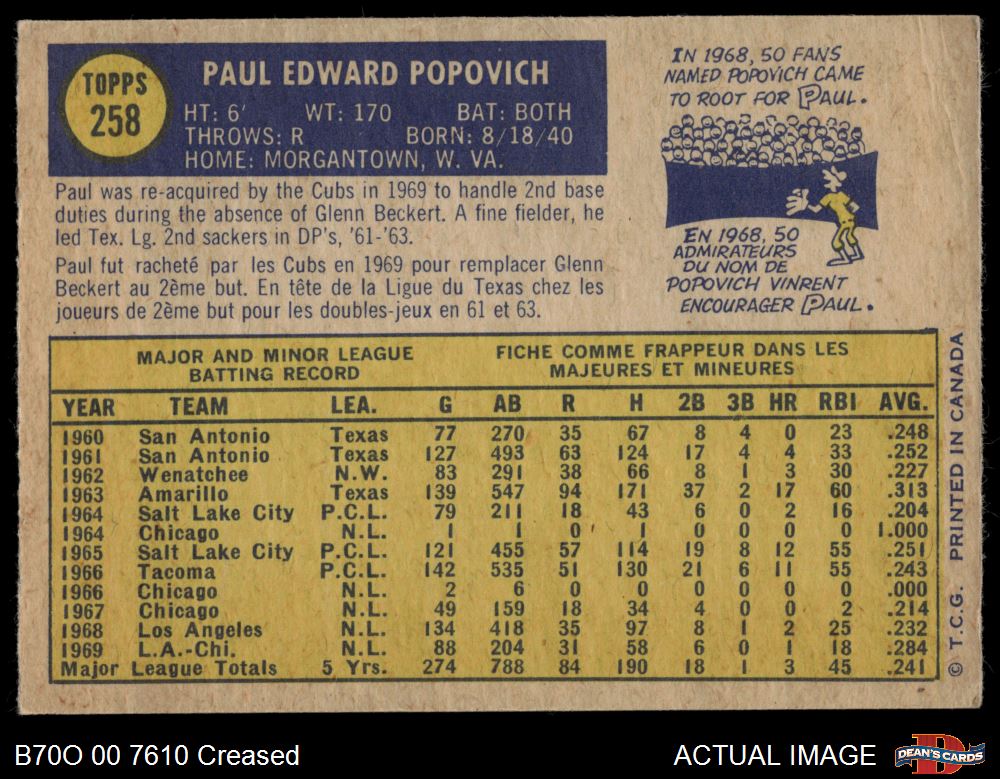 TOPPS
258
PAUL EDWARD POPOVICH
HT: 6' WT: 170 BAT: BOTH
THROWS: R BORN: 8/18/40
HOME: MORGANTOWN, W. VA.
Paul was re-acquired by the Cubs in 1969 to handle 2nd base
duties during the absence of Glenn Beckert. A fine fielder, he
led Tex. Lg. 2nd sackers in DP's, '61-'63.
Paul fut racheté par les Cubs en 1969 pour remplacer Glenn
Beckert au 2ème but. En tête de la Ligue du Texas chez les
joueurs de 2ème but pour les doubles-jeux en 61 et 63.
IN 1968, 50 FANS
NAMED POPOVICH CAME
TO ROOT FOR PAUL.
EN 1968, 50
ADMIRATEURS
DU NOM DE
POPOVICH VINRENT
ENCOURAGER PAUL.
MAJOR AND MINOR LEAGUE
BATTING RECORD
FICHE COMME FRAPPEUR DANS LES
MAJEURES ET MINEURES
YEAR TEAM LEA. G AB R H 2B 3B HR RBI AVG.
1960 San Antonio Texas 77 270 35 67 8 4 0 23 .248
1961 San Antonio Texas 127 493 63 124 17 4 4 33 .252
1962 Wenatchee N.W. 83 291 38 66 8 1 3 30 .227
1963 Amarillo Texas 139 547 94 171 37 2 17 60 .313
1964 Salt Lake City P.C.L. 79 211 18 43 6 0 2 16 .204
1964 Chicago N.L. 1 1 0 1 0 0 0 0 1.000
1965 Salt Lake City P.C.L. 121 455 57 114 19 8 12 55 .251
1966 Tacoma P.C.L. 142 535 51 130 21 6 11 55 .243
1966 Chicago N.L. 2 6 0 0 0 0 0 0 .000
1967 Chicago N.L. 49 159 18 34 4 0 0 2 .214
1968 Los Angeles N.L. 134 418 35 97 8 1 2 25 .232
1969 L.A.-Chi. N.L. 88 204 31 58 6 0 1 18 .284
Major League Totals 5 Yrs. 274 788 84 190 18 1 3 45 .241
© T.C.G. PRINTED IN CANADA
B70O 00 7610 Creased
ACTUAL IMAGE
DEAN'S CARDS